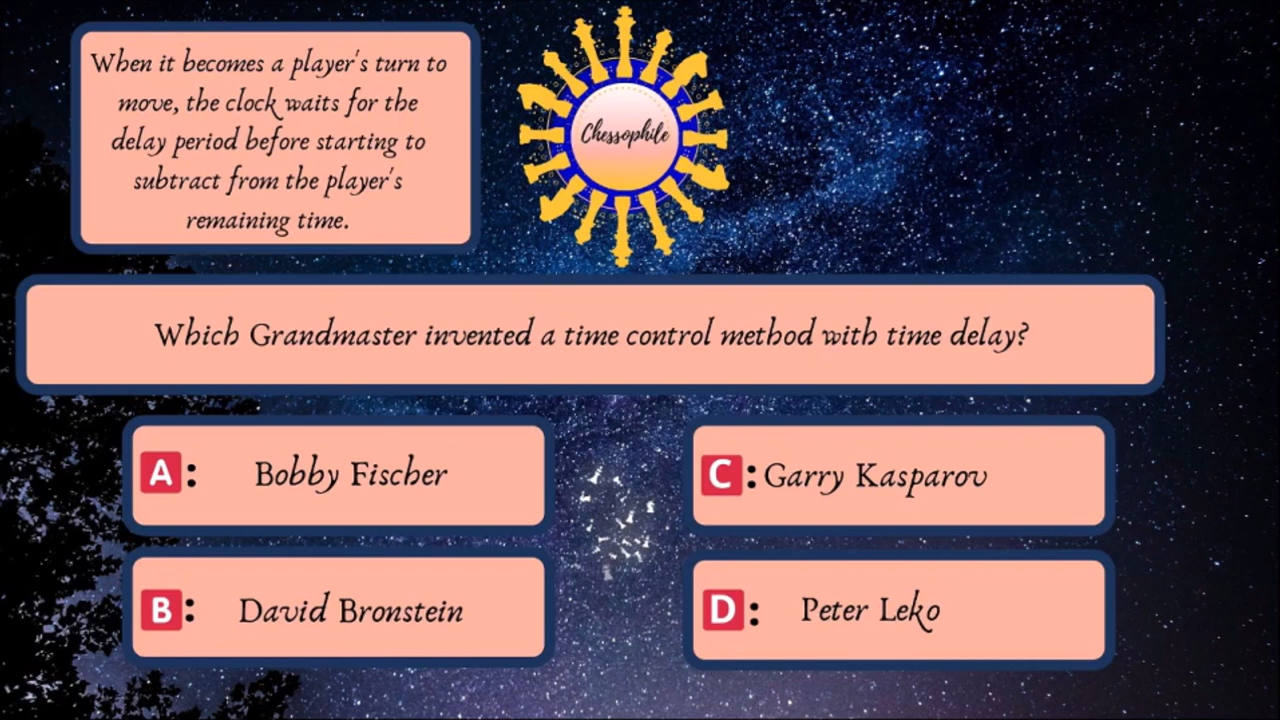 When it becomes a player's turn to
move, the clock waits for the
delay period before starting to
subtract from the player's
remaining time.
Chessophile
Which Grandmaster invented a time control method with time delay?
A: Bobby Fischer
C: Garry Kasparov
B: David Bronstein
D: Peter Leko